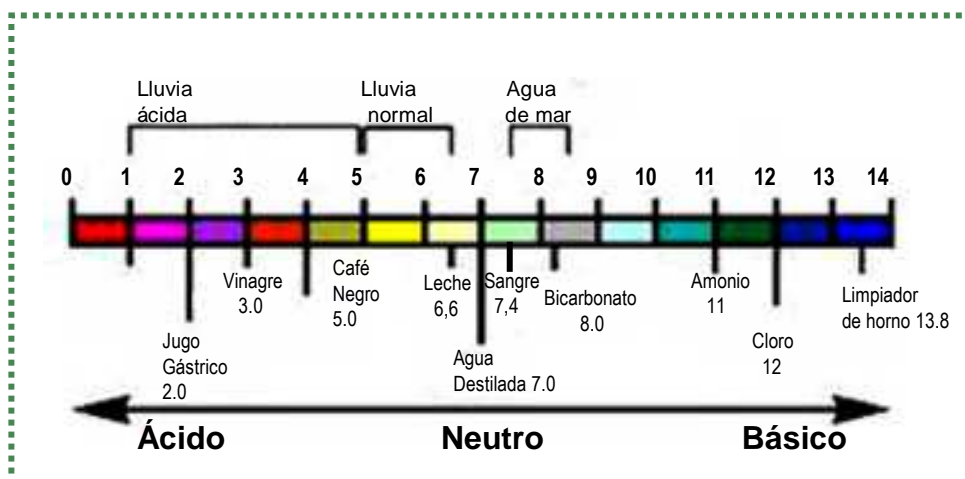 Lluvia
ácida
Lluvia
normal
Agua
de mar
0 1 2 3 4 5 6 7 8 9 10 11 12 13 14
Vinagre
3.0
Café
Negro
5.0
Leche
6,6
Sangre
7,4
Bicarbonato
8.0
Amonio
11
Limpiador
de horno 13.8
Jugo
Gástrico
2.0
Agua
Destilada 7.0
Cloro
12
Ácido Neutro Básico